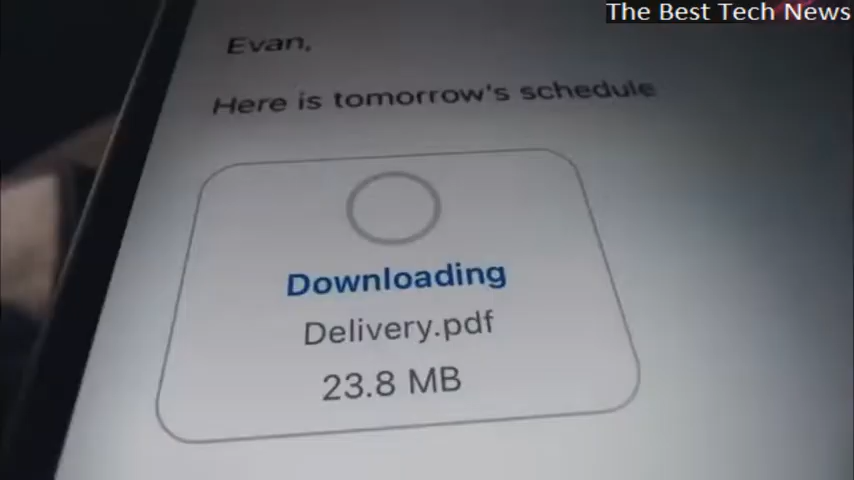 The Best Tech News
Evan,
Here is tomorrow's schedule
Downloading
Delivery.pdf
23.8 MB